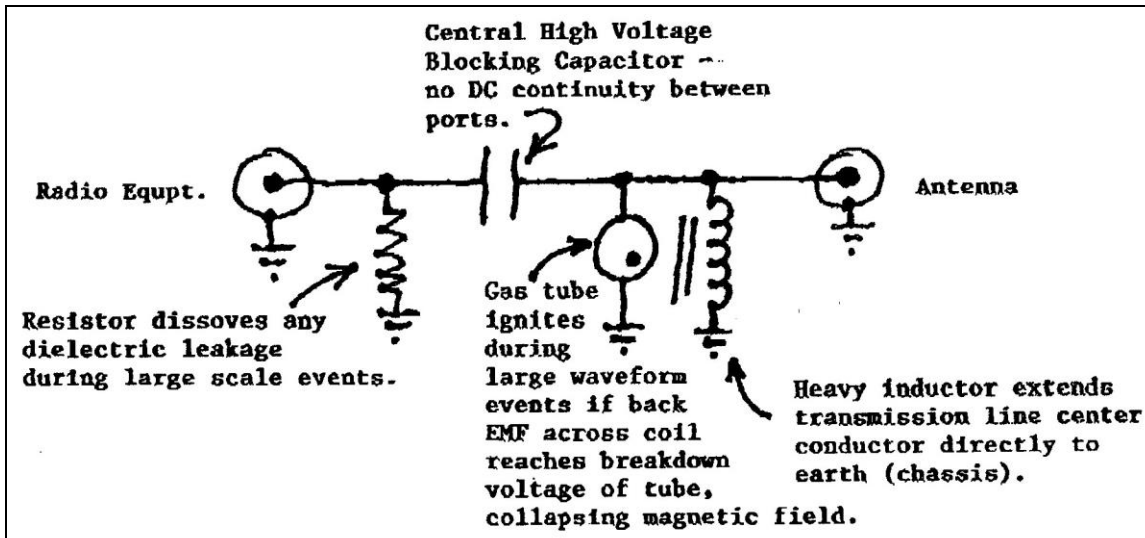 Central High Voltage
Blocking Capacitor -
no DC continuity between
ports.
Radio Equpt.
Antenna
Resistor dissoves any
dielectric leakage
during large scale events.
Gas tube
ignites
during
large waveform
events if back
EMF across coil
reaches breakdown
voltage of tube,
collapsing magnetic field.
Heavy inductor extends
transmission line center
conductor directly to
earth (chassis).